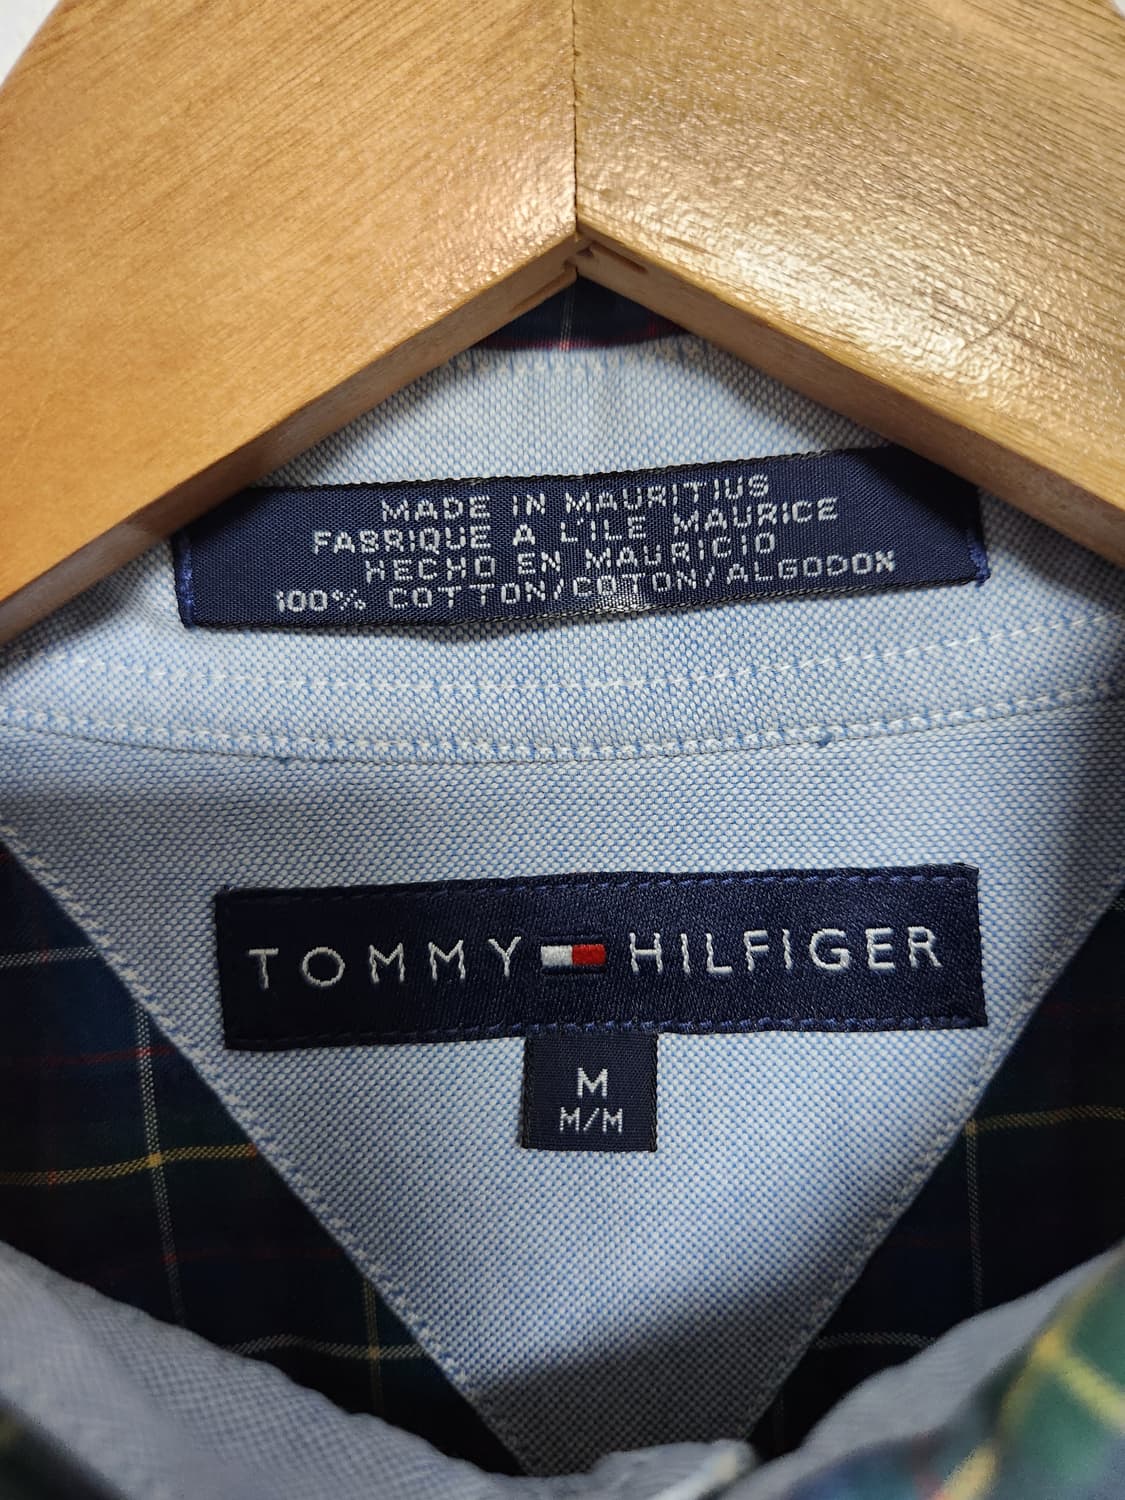 MADE IN MAURITIUS
FABRIQUE A L'ILE MAURICE
HECHO EN MAURICIO
100% COTTON/COTON/ALGODON
TOMMY HILFIGER
M
M/M